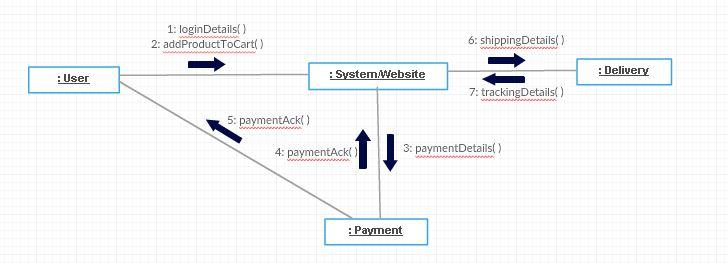 1: loginDetails( )
2: addProductToCart( )
6: shippingDetails( )
: User
: System/Website
: Delivery
7: trackingDetails( )
5: paymentAck( )
4: paymentAck( )
3: paymentDetails( )
: Payment